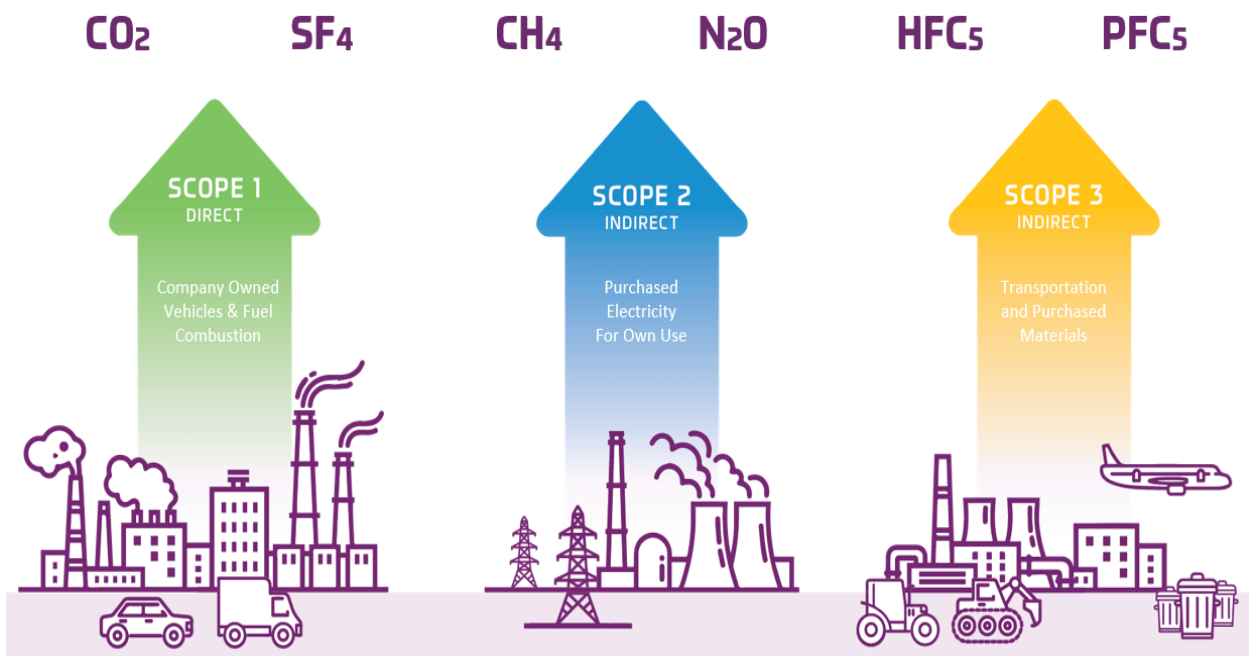 CO₂ SF₄ CH₄ N₂O HFC₅ PFC₅
SCOPE 1
DIRECT
Company Owned
Vehicles & Fuel
Combustion
SCOPE 2
INDIRECT
Purchased
Electricity
For Own Use
SCOPE 3
INDIRECT
Transportation
and Purchased
Materials